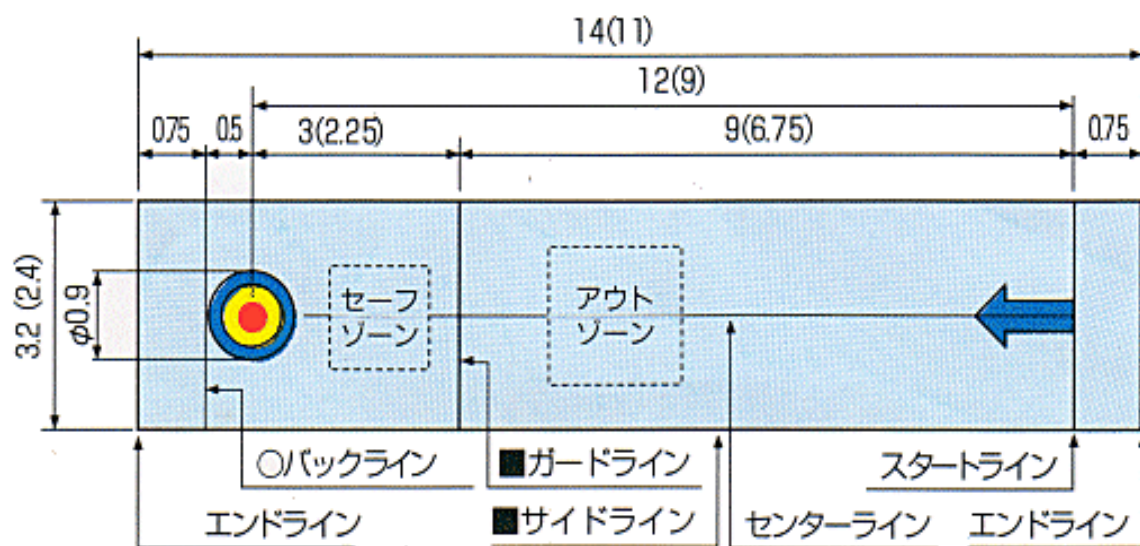 14(11)
12(9)
0.75
0.5
3(2.25)
9(6.75)
0.75
3.2 (2.4)
φ0.9
セーフ
ゾーン
アウト
ゾーン
○バックライン
■ガードライン
スタートライン
エンドライン
■サイドライン
センターライン
エンドライン